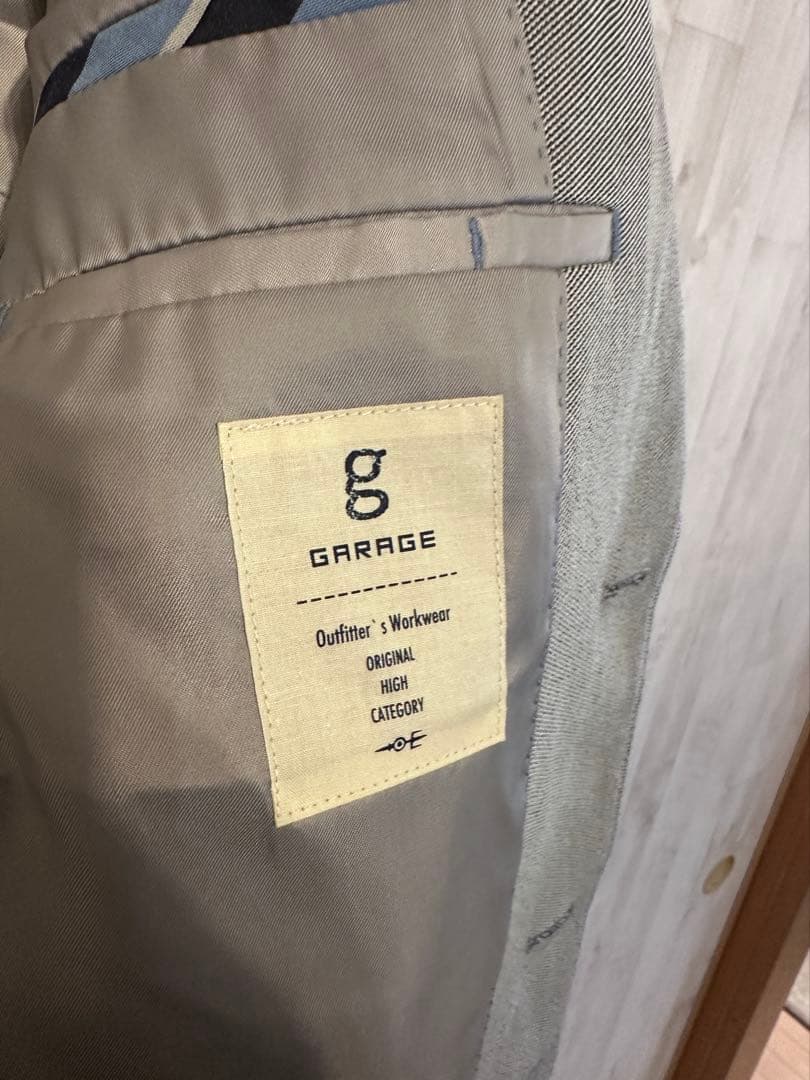 g
GARAGE
Outfitter`s Workwear
ORIGINAL
HIGH
CATEGORY